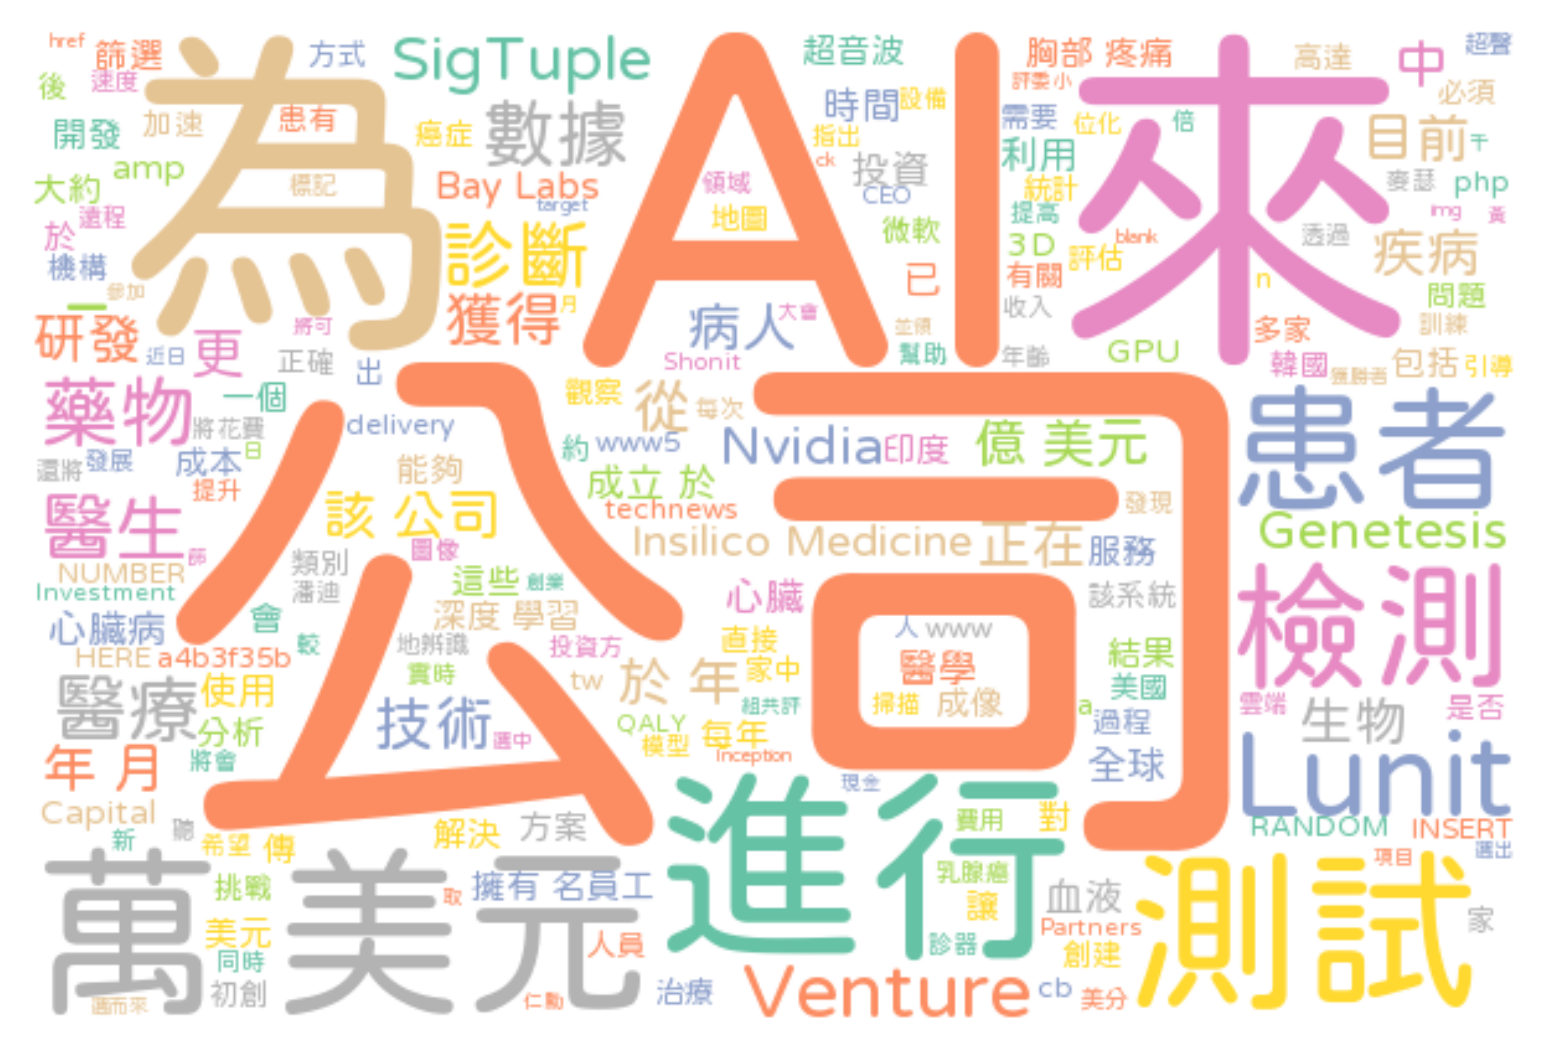 href
篩選
速度
後
開發
加速
方式
患有
大約
amp
遠程
於
機構
參加
一
研發
近日
更
將可
正確
出
為
標記
SigTuple
數據
癌症
Bay Labs
target
診斷
獲得
月
AI
領域
地圖
病人
大會
Shonit
超音波
時間
設備
指出
ck
投資
CEO
微軟
已
並領
幫助
胸部 疼痛
評委小
需要
位化
倍
利用
統計
提高
3D
blank
有關
評估
收入
年齡
GPU
來
高達
中
超聲
必須
目前
千
麥瑟
php
img
黃
透過
疾病
n
問題
多家
訓練
韓國
獲勝者
包括
引導
藥物
一個
將花費
日
還將
發展
成本
提升
醫生
NUMBER
Investment
心臟病
HERE
a4b3f35b
公司
delivery
能夠
該 公司
圖像
類別
潘迪
這些
創業
會
深度 學習
較
地辨識
實時
投資方
觀察
從
每次
約
www5
Nvidia
印度
億 美元
成立 於
technews
發現
Insilico Medicine
正在
服務
心臟
該系統
直接
家中
於 年
tw
人
www
醫學
掃描
成像
結果
美國
a
過程
全球
組共評
QALY
模型
每年
Inception
患者
Genetesis
檢測
雲端
生物
是否
Lunit
RANDOM
INSERT
項目
選出
醫療
使用
分析
年 月
將會
技術
選中
Capital
新
聽
希望
傳
解決
方案
現金
萬 美元
挑戰
美元
同時
初創
選而來
取
擁有 名員工
人員
仁勳
治療
進行
費用
對
乳腺癌
讓
診器
血液
Partners
創建
Venture
cb
美分
測試
家